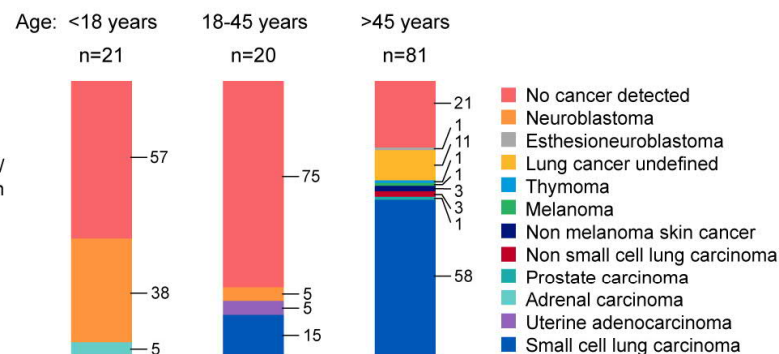 Age: <18 years 18-45 years >45 years
n=21 n=20 n=81
57
38
5
75
5
5
15
21
1
11
1
1
3
3
1
58
/
n
No cancer detected
Neuroblastoma
Esthesioneuroblastoma
Lung cancer undefined
Thymoma
Melanoma
Non melanoma skin cancer
Non small cell lung carcinoma
Prostate carcinoma
Adrenal carcinoma
Uterine adenocarcinoma
Small cell lung carcinoma